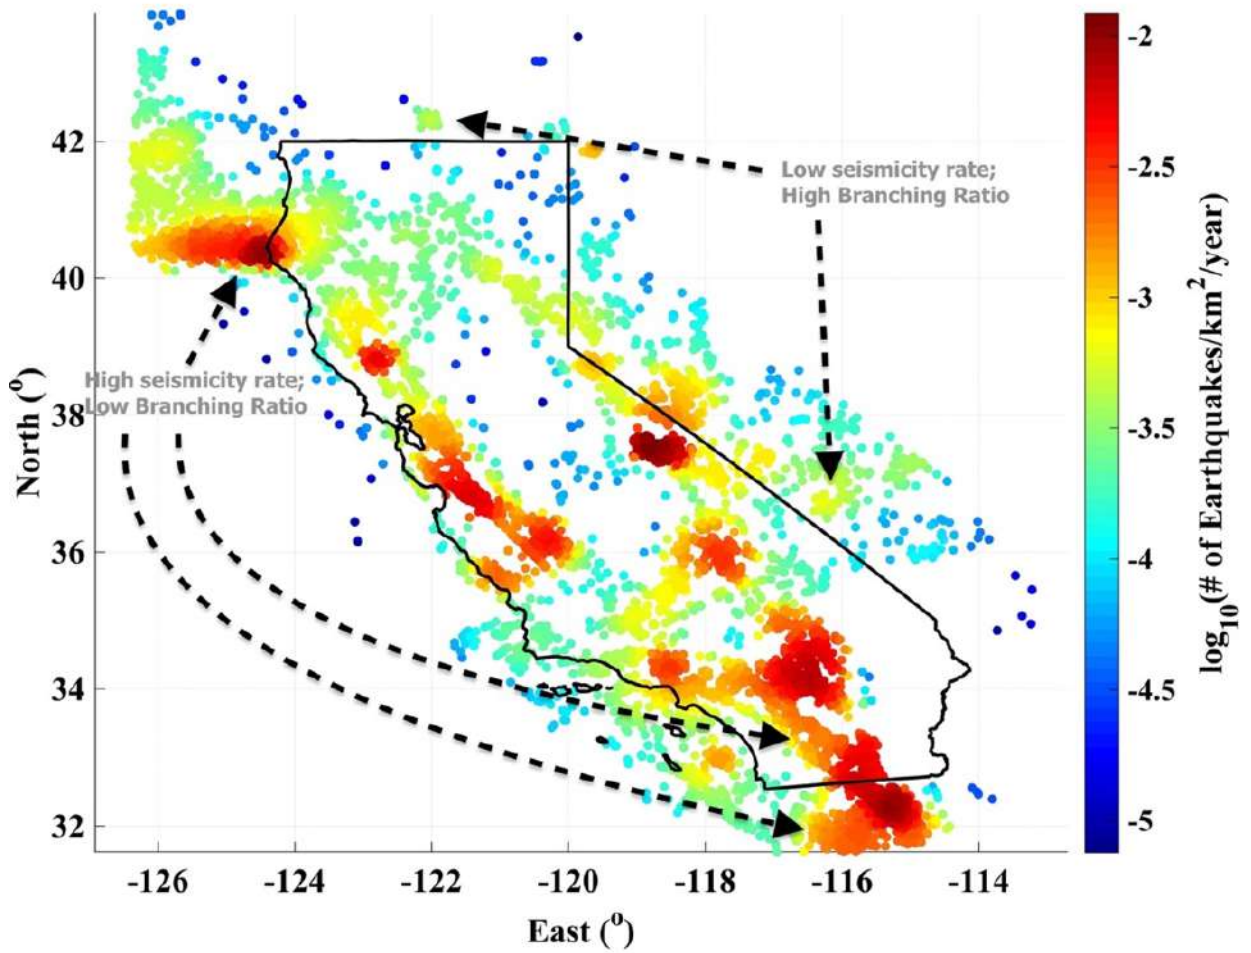 42
40
38
36
34
32
North (°)
-126
-124
-122
-120
-118
-116
-114
East (°)
Low seismicity rate;
High Branching Ratio
High seismicity rate;
Low Branching Ratio
-2
-2.5
-3
-3.5
-4
-4.5
-5
log10(# of Earthquakes/km²/year)